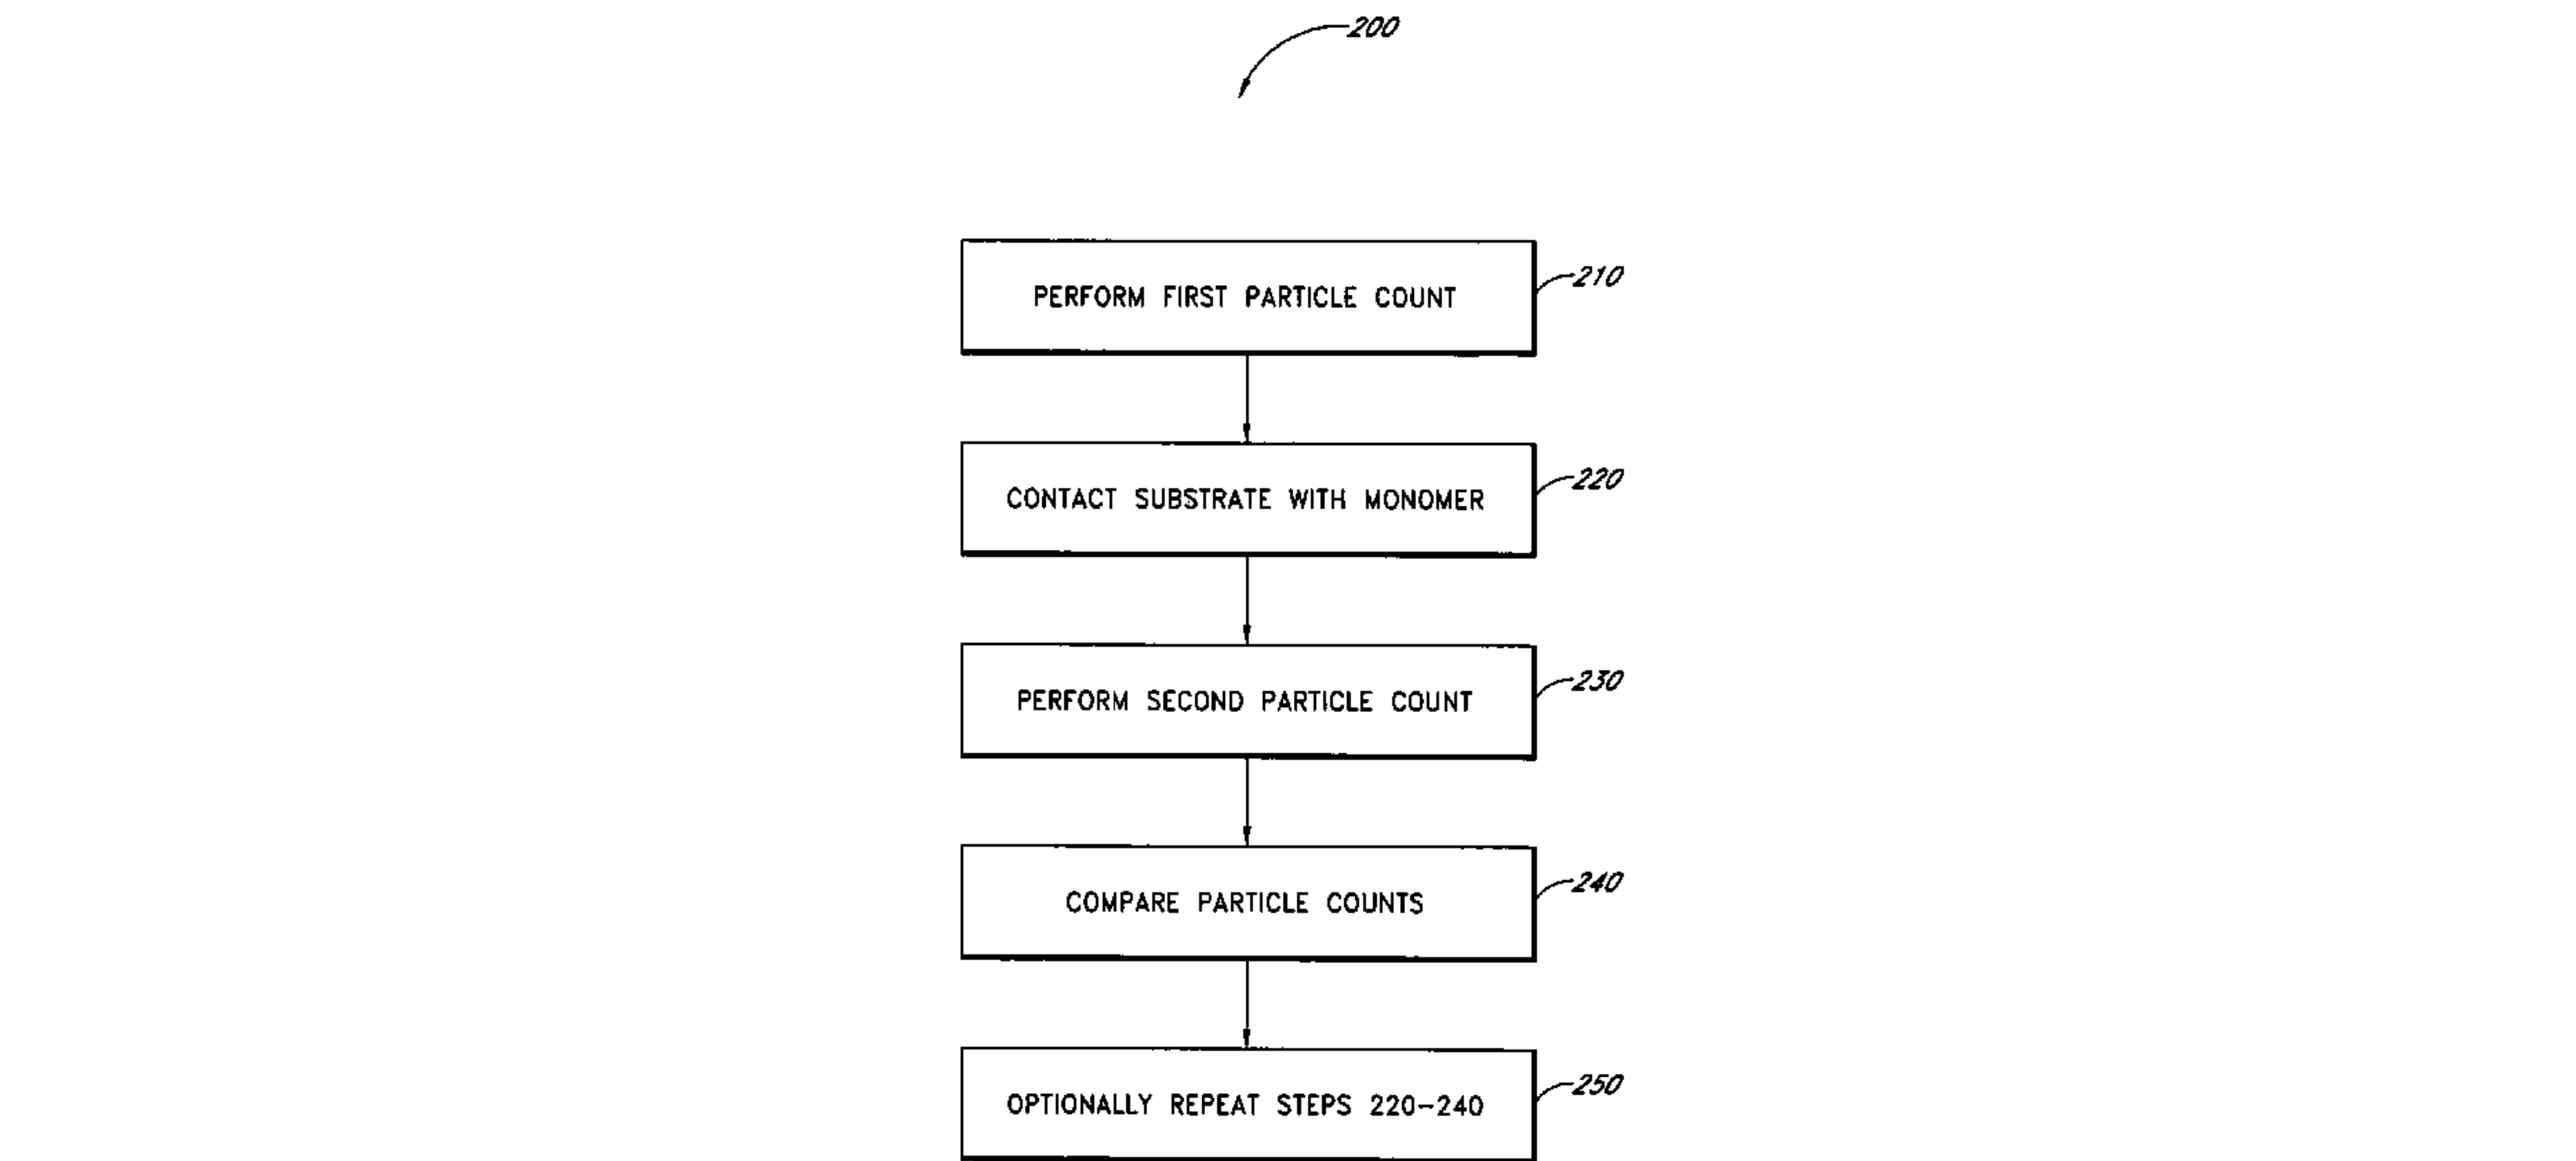 200
PERFORM FIRST PARTICLE COUNT
210
CONTACT SUBSTRATE WITH MONOMER
220
PERFORM SECOND PARTICLE COUNT
230
COMPARE PARTICLE COUNTS
240
OPTIONALLY REPEAT STEPS 220-240
250